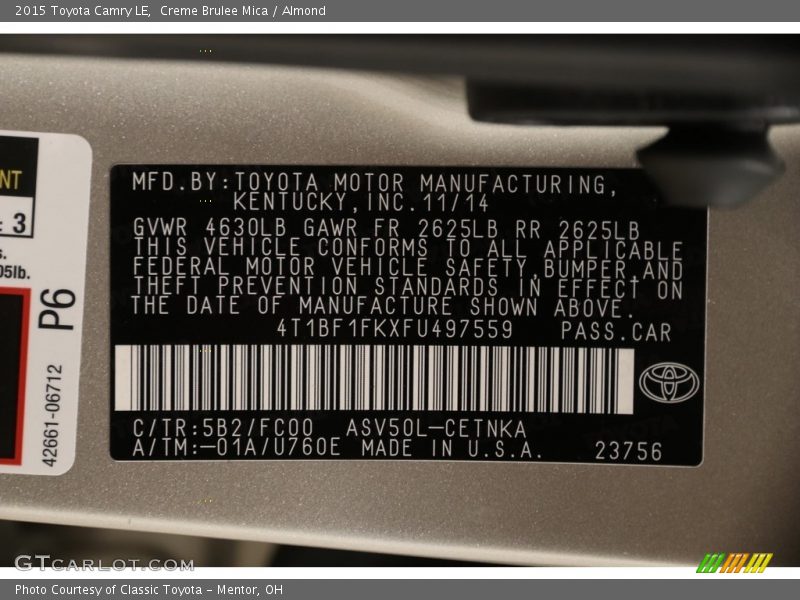 2015 Toyota Camry LE, Creme Brulee Mica / Almond
NT
: 3
s.
05lb.
P6
42661-06712
MFD.BY:TOYOTA MOTOR MANUFACTURING,
KENTUCKY,INC.11/14
GVWR 4630LB GAWR FR 2625LB RR 2625LB
THIS VEHICLE CONFORMS TO ALL APPLICABLE
FEDERAL MOTOR VEHICLE SAFETY,BUMPER,AND
THEFT PREVENTION STANDARDS IN EFFECT ON
THE DATE OF MANUFACTURE SHOWN ABOVE.
4T1BF1FKXFU497559 PASS.CAR
C/TR:5B2/FC00 ASV50L-CETNKA
A/TM:-01A/U760E MADE IN U.S.A. 23756
GTCARLOT.COM
Photo Courtesy of Classic Toyota - Mentor, OH